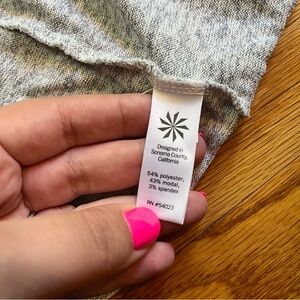 Designed in
Sonoma County,
California
54% polyester,
43% modal,
3% spandex
RN #54023